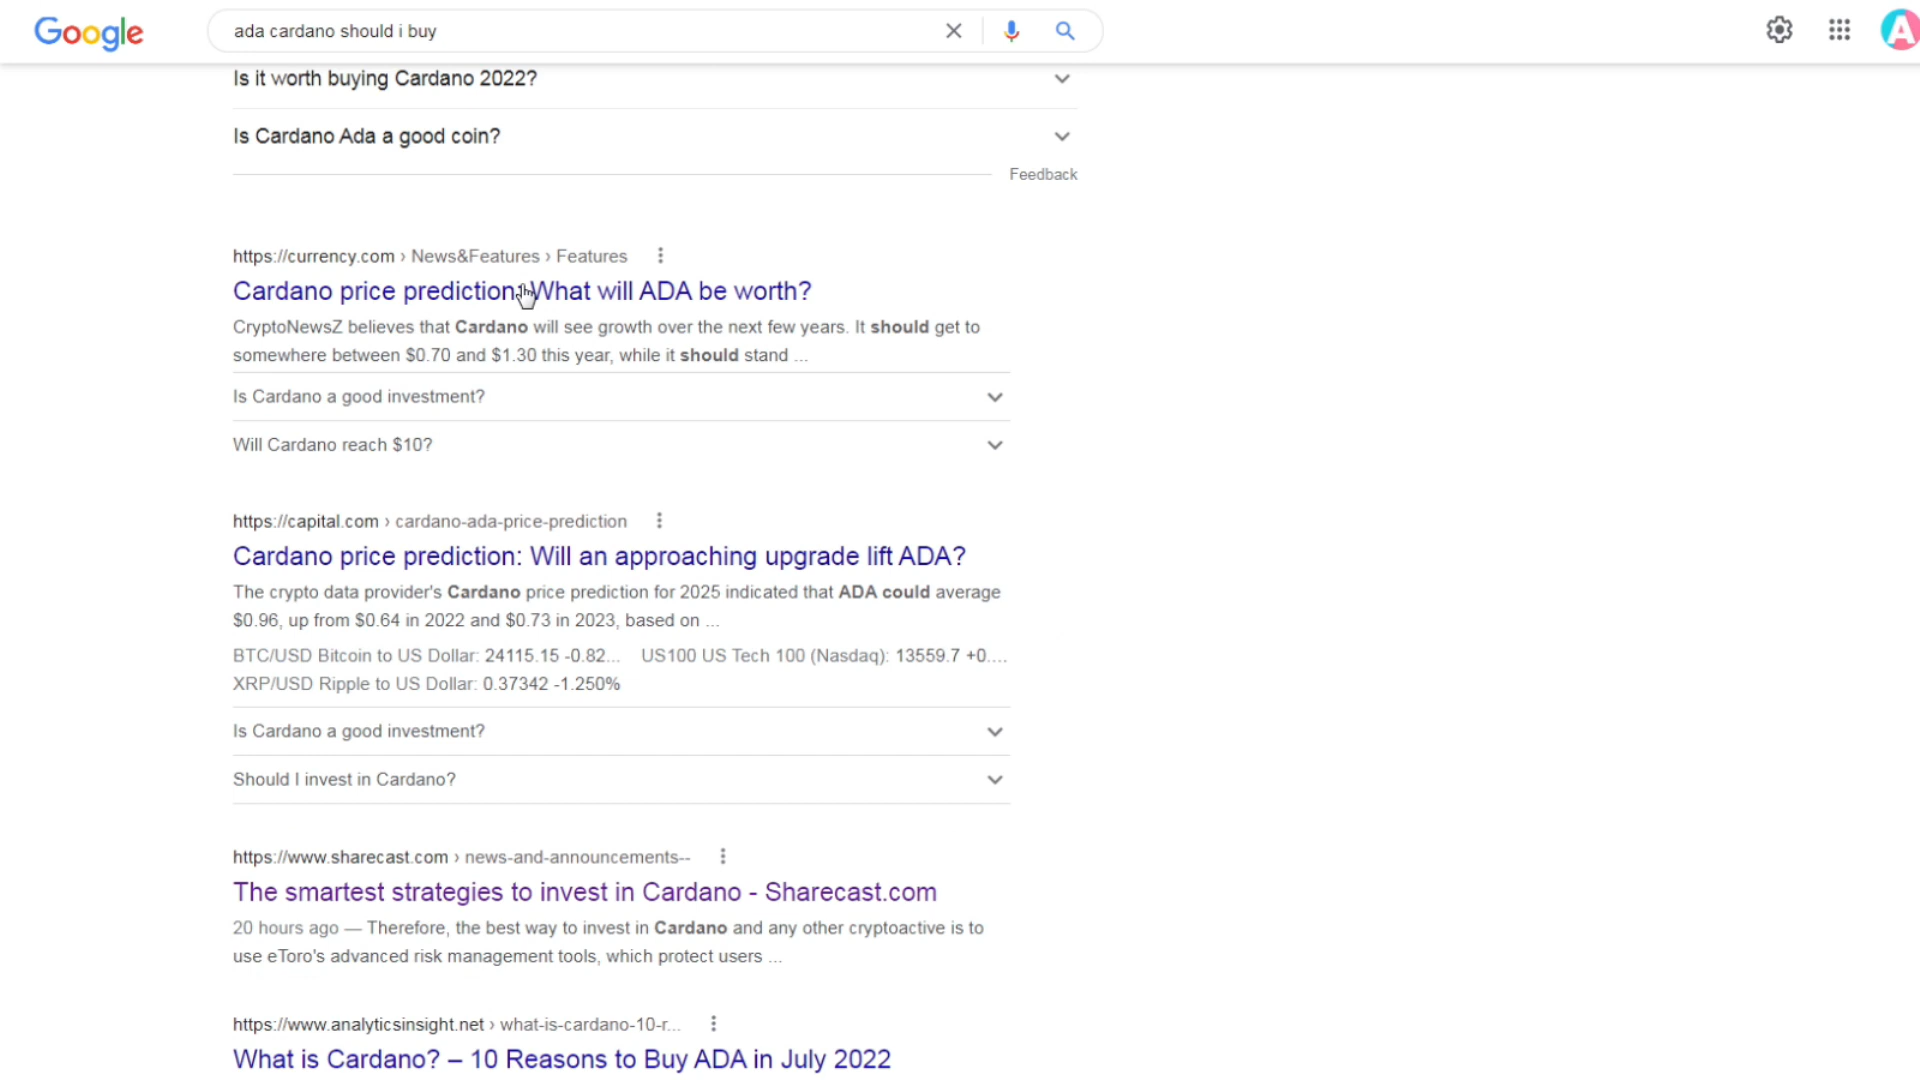 Google
ada cardano should i buy
A
Is it worth buying Cardano 2022?
Is Cardano Ada a good coin?
Feedback
https://currency.com › News&Features › Features
Cardano price prediction: What will ADA be worth?
CryptoNewsZ believes that Cardano will see growth over the next few years. It should get to
somewhere between $0.70 and $1.30 this year, while it should stand ...
Is Cardano a good investment?
Will Cardano reach $10?
https://capital.com › cardano-ada-price-prediction
Cardano price prediction: Will an approaching upgrade lift ADA?
The crypto data provider's Cardano price prediction for 2025 indicated that ADA could average
$0.96, up from $0.64 in 2022 and $0.73 in 2023, based on ...
BTC/USD Bitcoin to US Dollar: 24115.15 -0.82... US100 US Tech 100 (Nasdaq): 13559.7 +0....
XRP/USD Ripple to US Dollar: 0.37342 -1.250%
Is Cardano a good investment?
Should I invest in Cardano?
https://www.sharecast.com › news-and-announcements--
The smartest strategies to invest in Cardano - Sharecast.com
20 hours ago — Therefore, the best way to invest in Cardano and any other cryptoactive is to
use eToro's advanced risk management tools, which protect users ...
https://www.analyticsinsight.net › what-is-cardano-10-r...
What is Cardano? – 10 Reasons to Buy ADA in July 2022